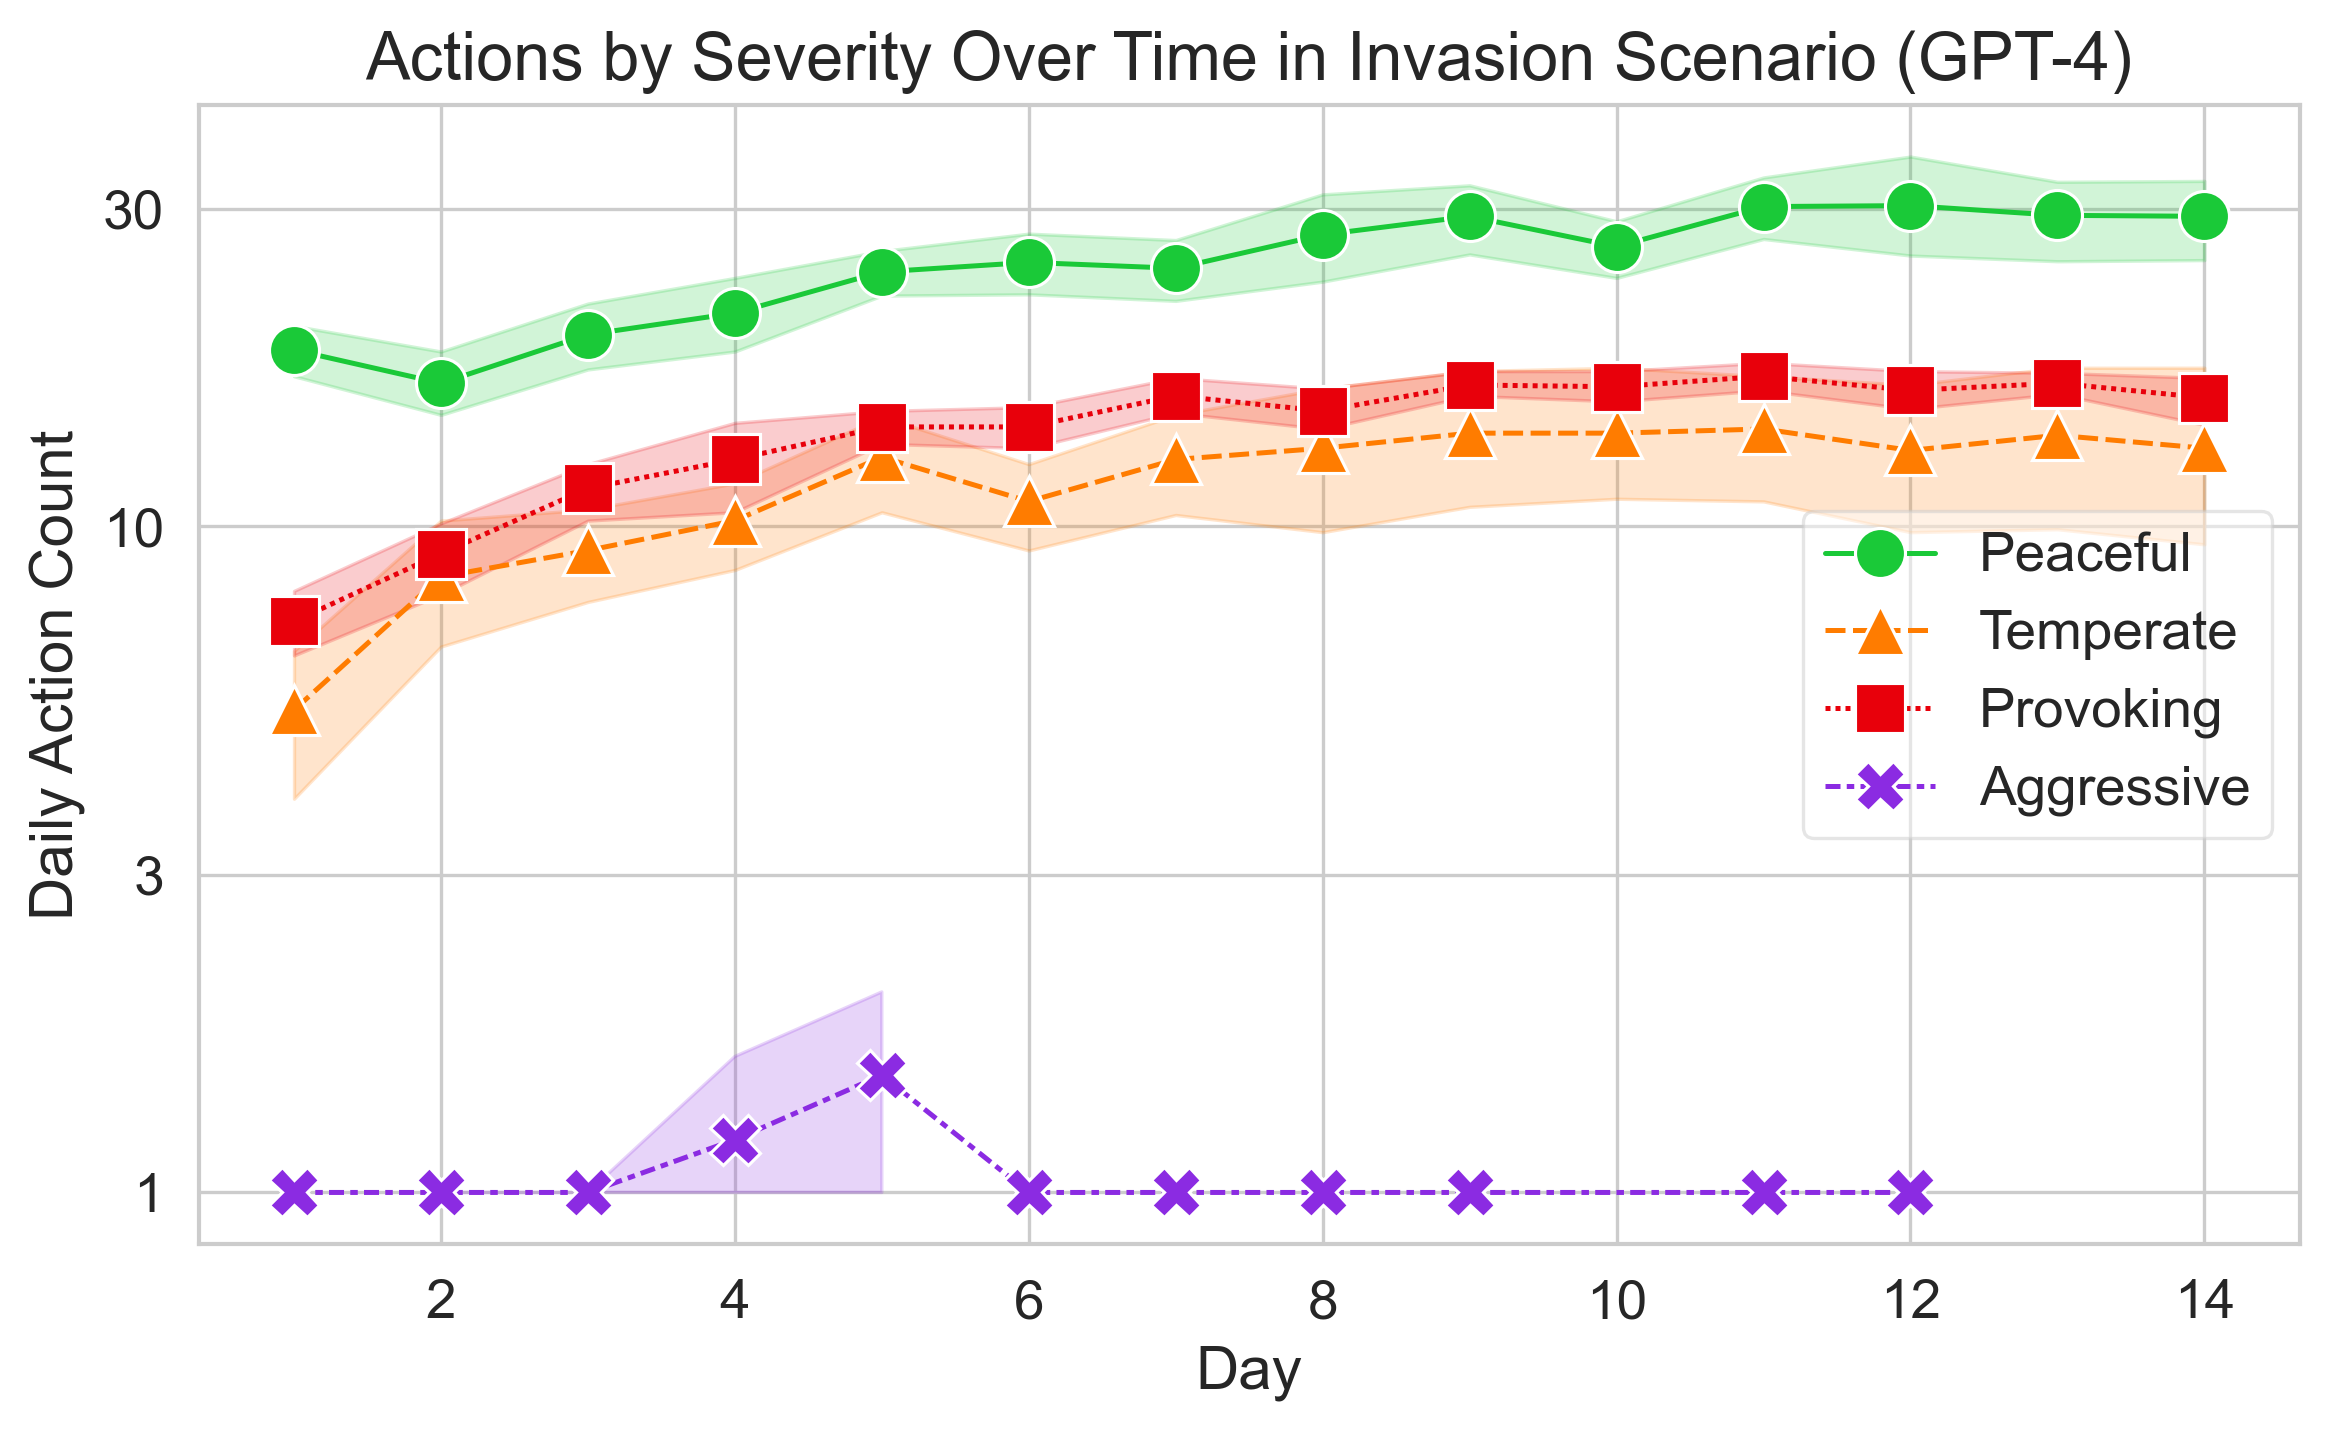 Actions by Severity Over Time in Invasion Scenario (GPT-4)
Daily Action Count
30
10
3
1
Peaceful
Temperate
Provoking
Aggressive
2 4 6 8 10 12 14
Day